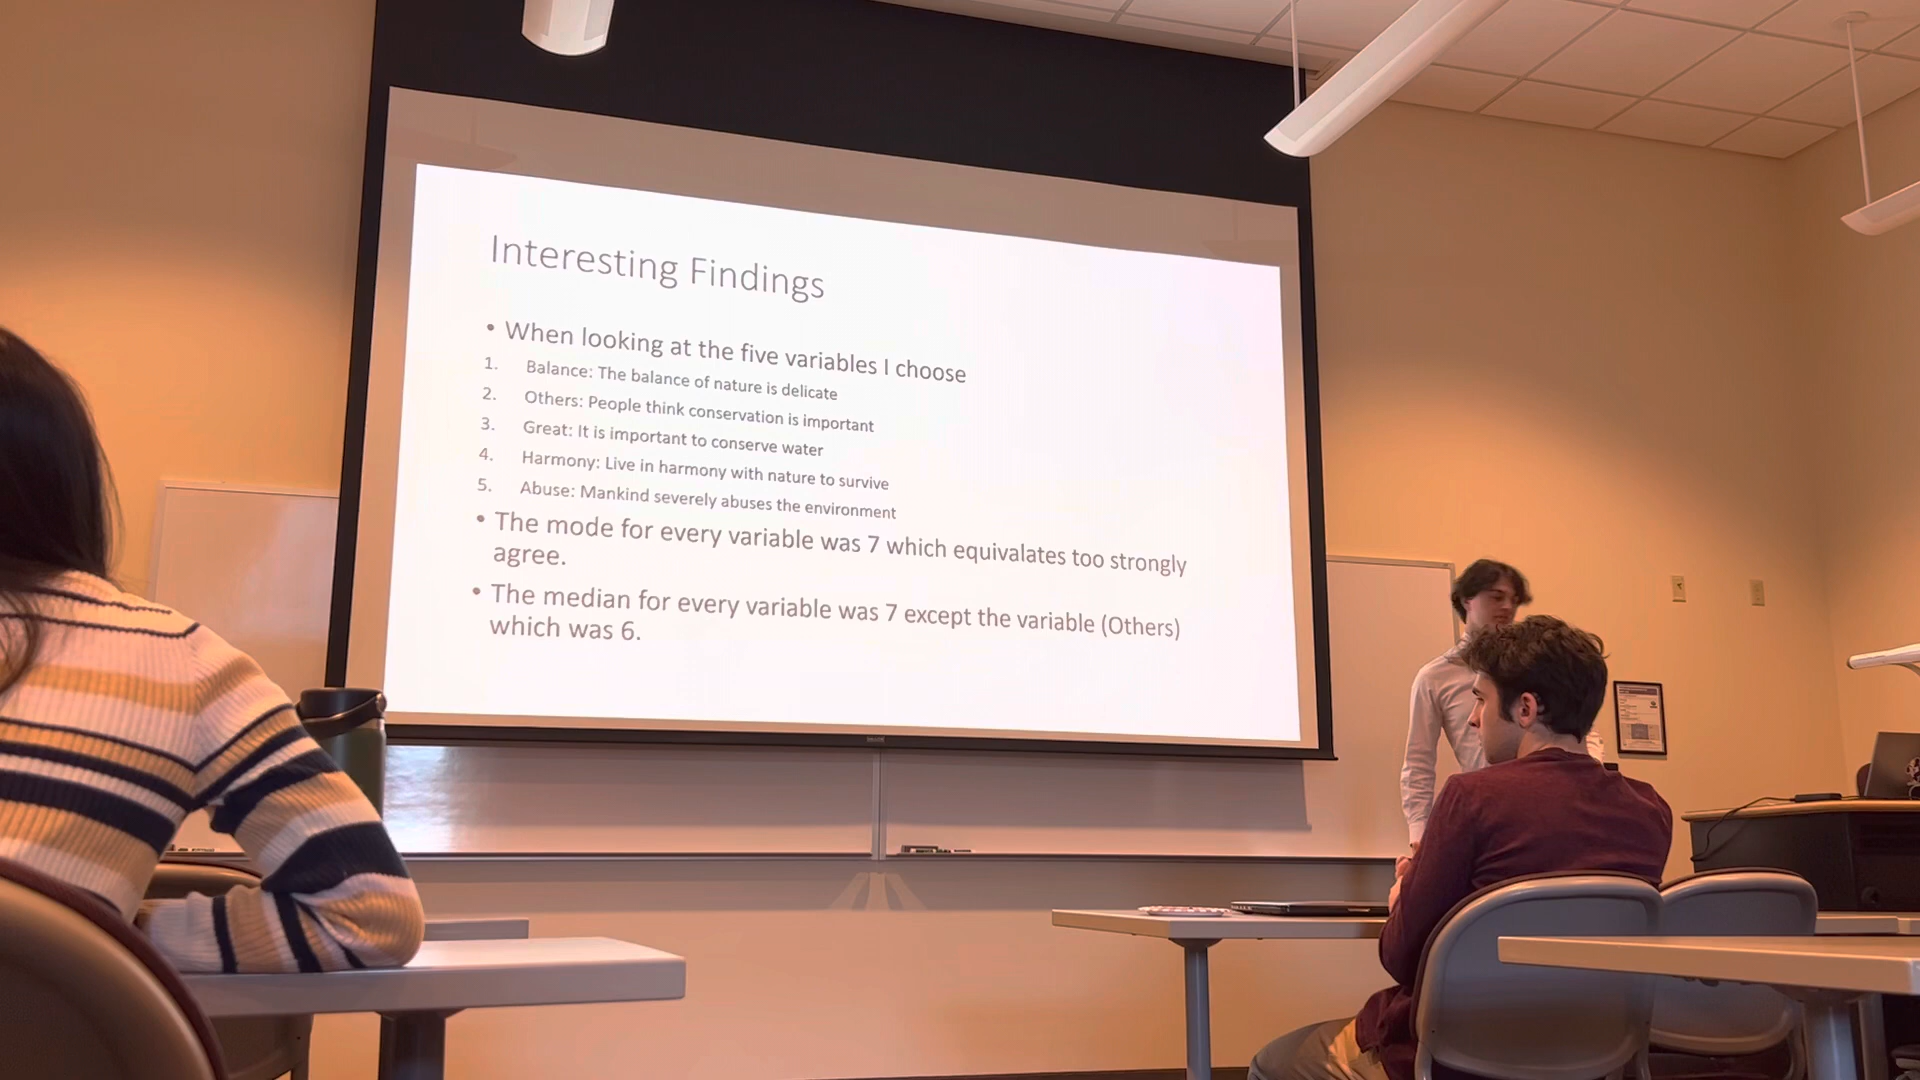 Interesting Findings
• When looking at the five variables I choose
1. Balance: The balance of nature is delicate
2. Others: People think conservation is important
3. Great: It is important to conserve water
4. Harmony: Live in harmony with nature to survive
5. Abuse: Mankind severely abuses the environment
• The mode for every variable was 7 which equivalates too strongly
agree.
• The median for every variable was 7 except the variable (Others)
which was 6.